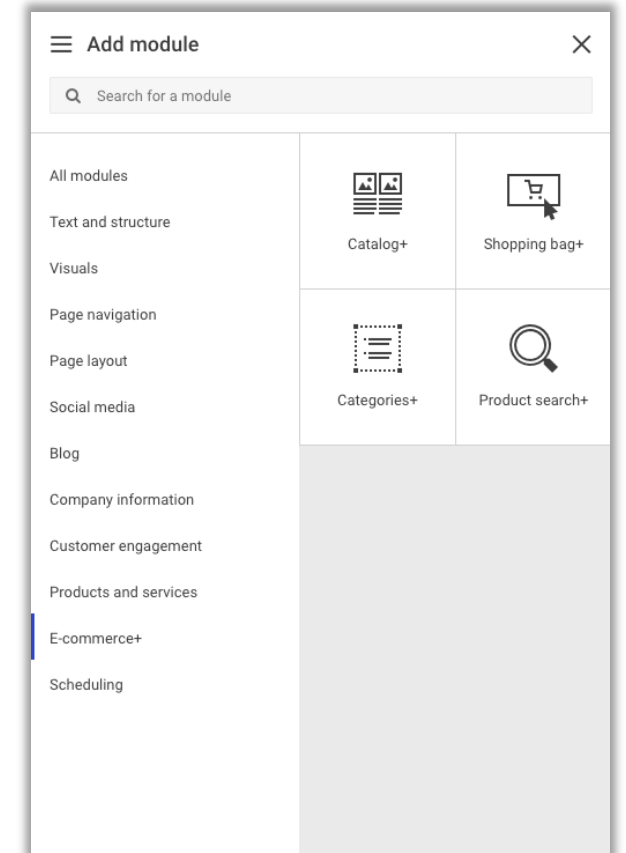 Add module
Search for a module
All modules
Text and structure
Visuals
Page navigation
Page layout
Social media
Blog
Company information
Customer engagement
Products and services
E-commerce+
Scheduling
Catalog+
Shopping bag+
Categories+
Product search+